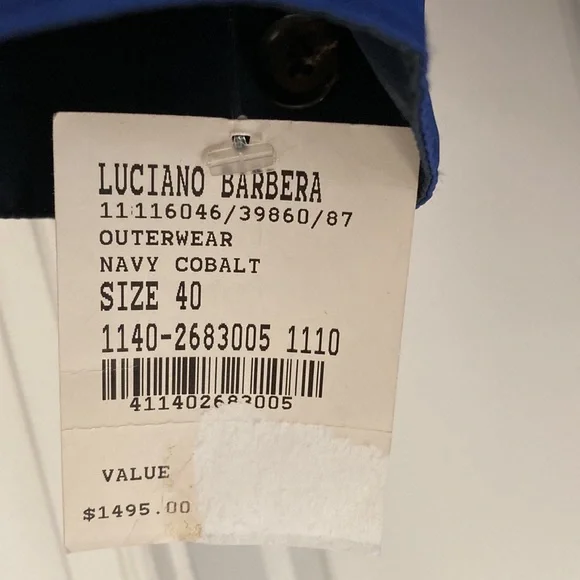 LUCIANO BARBERA
11116046/39860/87
OUTERWEAR
NAVY COBALT
SIZE 40
1140-2683005 1110
411402683005
VALUE
$1495.00